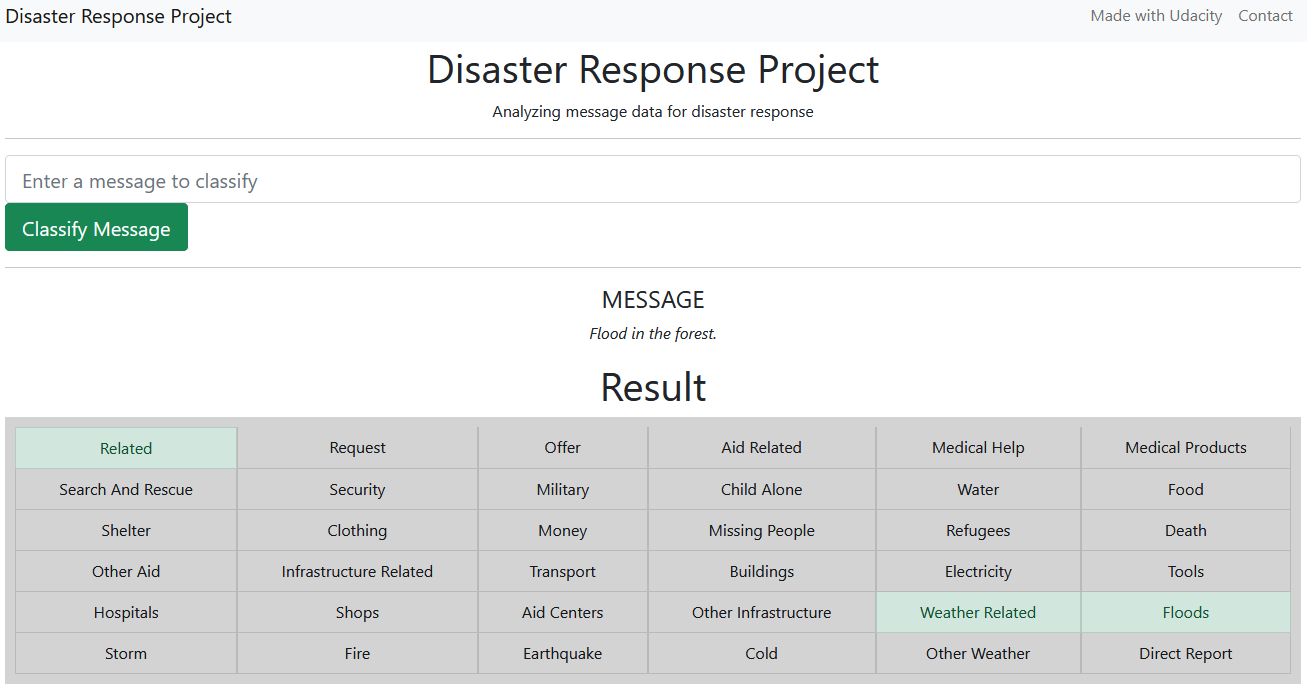 Disaster Response Project Made with Udacity Contact
Disaster Response Project
Analyzing message data for disaster response
Enter a message to classify
Classify Message
MESSAGE
Flood in the forest.
Result
Related Request Offer Aid Related Medical Help Medical Products
Search And Rescue Security Military Child Alone Water Food
Shelter Clothing Money Missing People Refugees Death
Other Aid Infrastructure Related Transport Buildings Electricity Tools
Hospitals Shops Aid Centers Other Infrastructure Weather Related Floods
Storm Fire Earthquake Cold Other Weather Direct Report